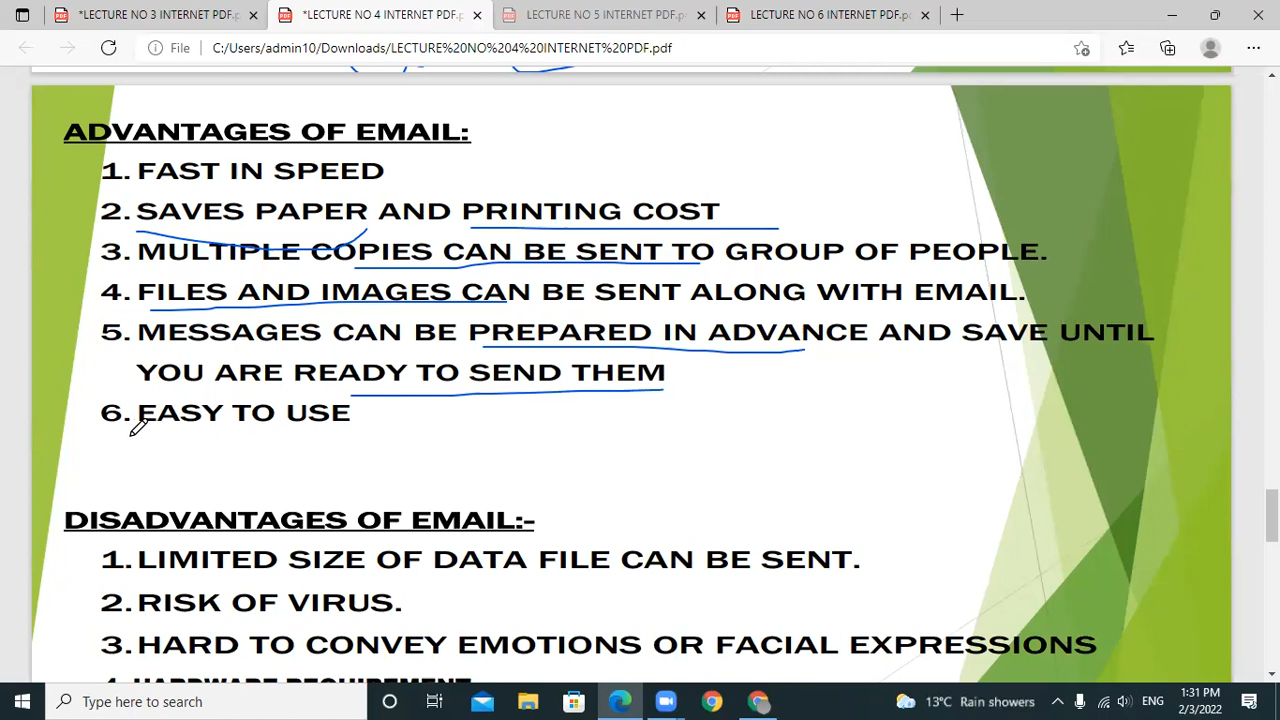 *LECTURE NO 3 INTERNET PDF.p
*LECTURE NO 4 INTERNET PDF.p
LECTURE NO 5 INTERNET PDF.p
LECTURE NO 6 INTERNET PDF.p
File
C:/Users/admin10/Downloads/LECTURE%20NO%204%20INTERNET%20PDF.pdf
ADVANTAGES OF EMAIL:
1. FAST IN SPEED
2. SAVES PAPER AND PRINTING COST
3. MULTIPLE COPIES CAN BE SENT TO GROUP OF PEOPLE.
4. FILES AND IMAGES CAN BE SENT ALONG WITH EMAIL.
5. MESSAGES CAN BE PREPARED IN ADVANCE AND SAVE UNTIL
YOU ARE READY TO SEND THEM
6. EASY TO USE
DISADVANTAGES OF EMAIL:-
1. LIMITED SIZE OF DATA FILE CAN BE SENT.
2. RISK OF VIRUS.
3. HARD TO CONVEY EMOTIONS OR FACIAL EXPRESSIONS
4. HARDWARE REQUIREMENT
Type here to search
13°C Rain showers
ENG
1:31 PM
2/3/2022